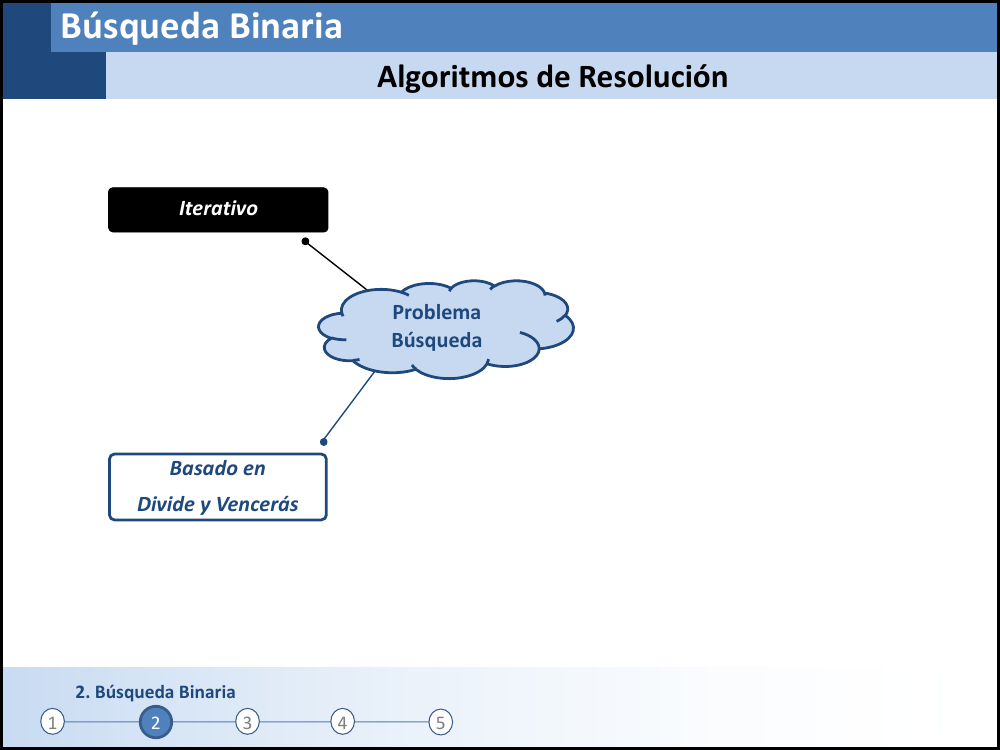 Búsqueda Binaria
Algoritmos de Resolución
Iterativo
Problema
Búsqueda
Basado en
Divide y Vencerás
2. Búsqueda Binaria
1 2 3 4 5